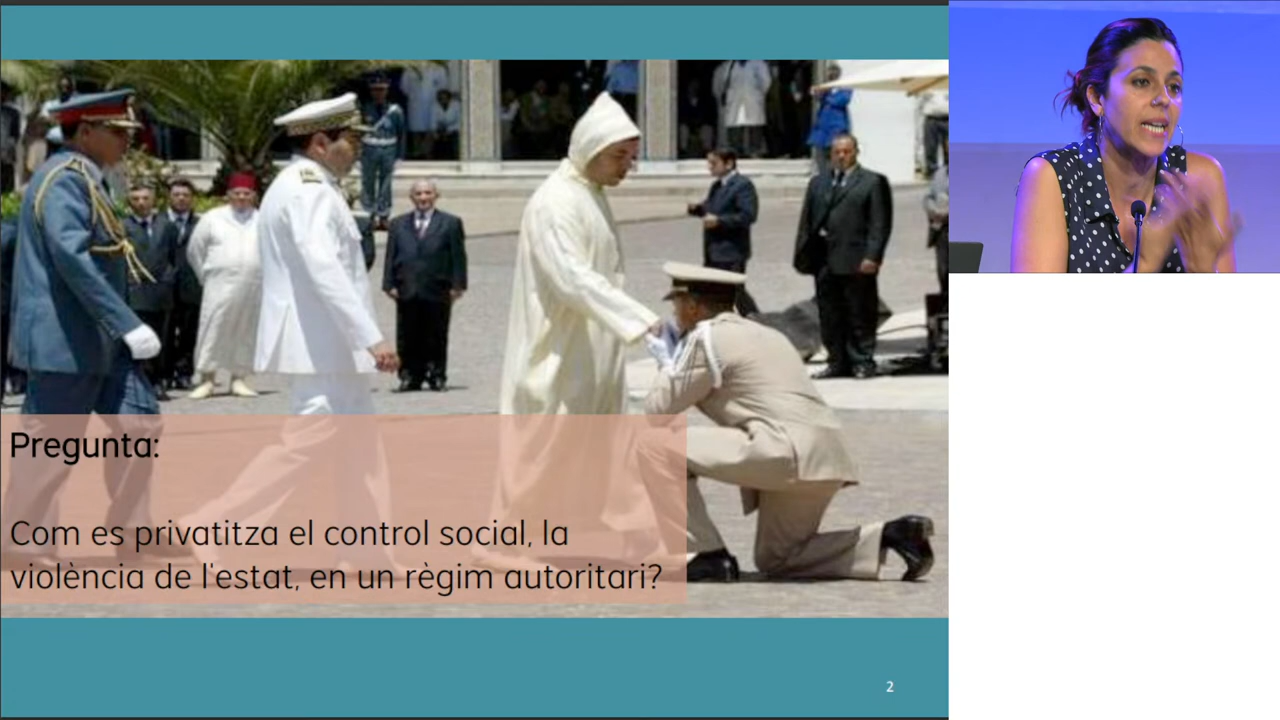 Pregunta:
Com es privatitza el control social, la
violència de l'estat, en un règim autoritari?
2